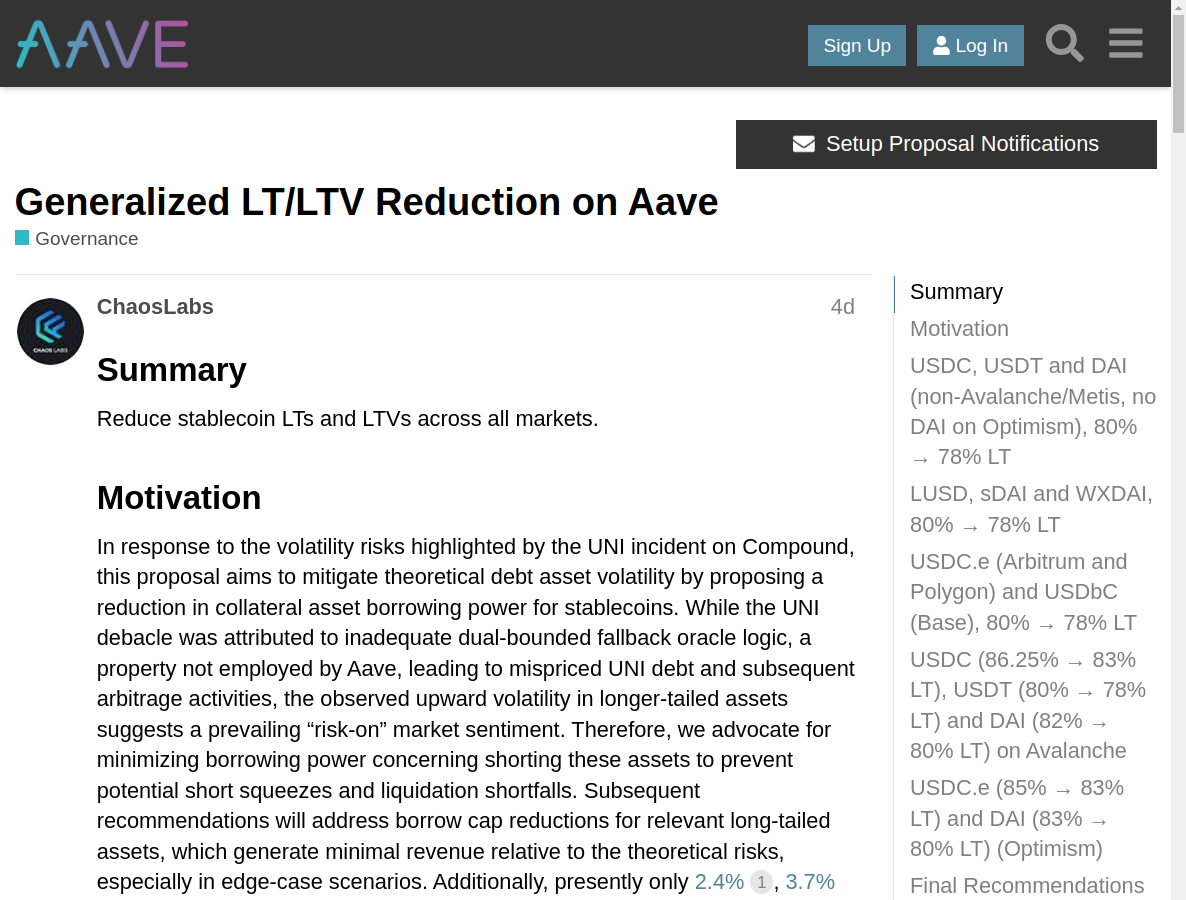 AAVE
Sign Up
Log In
Setup Proposal Notifications
Generalized LT/LTV Reduction on Aave
Governance
ChaosLabs
4d
CHAOS LABS
Summary
Reduce stablecoin LTs and LTVs across all markets.
Motivation
In response to the volatility risks highlighted by the UNI incident on Compound,
this proposal aims to mitigate theoretical debt asset volatility by proposing a
reduction in collateral asset borrowing power for stablecoins. While the UNI
debacle was attributed to inadequate dual-bounded fallback oracle logic, a
property not employed by Aave, leading to mispriced UNI debt and subsequent
arbitrage activities, the observed upward volatility in longer-tailed assets
suggests a prevailing “risk-on” market sentiment. Therefore, we advocate for
minimizing borrowing power concerning shorting these assets to prevent
potential short squeezes and liquidation shortfalls. Subsequent
recommendations will address borrow cap reductions for relevant long-tailed
assets, which generate minimal revenue relative to the theoretical risks,
especially in edge-case scenarios. Additionally, presently only 2.4% 1 , 3.7%
Summary
Motivation
USDC, USDT and DAI
(non-Avalanche/Metis, no
DAI on Optimism), 80%
→ 78% LT
LUSD, sDAI and WXDAI,
80% → 78% LT
USDC.e (Arbitrum and
Polygon) and USDbC
(Base), 80% → 78% LT
USDC (86.25% → 83%
LT), USDT (80% → 78%
LT) and DAI (82% →
80% LT) on Avalanche
USDC.e (85% → 83%
LT) and DAI (83% →
80% LT) (Optimism)
Final Recommendations